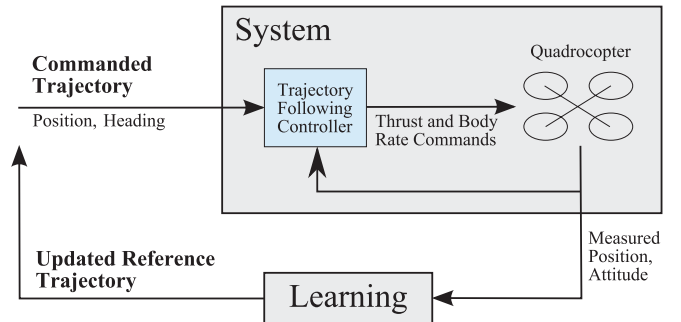 System
Commanded
Trajectory
Position, Heading
Trajectory
Following
Controller
Thrust and Body
Rate Commands
Quadrocopter
Measured
Position,
Attitude
Updated Reference
Trajectory
Learning